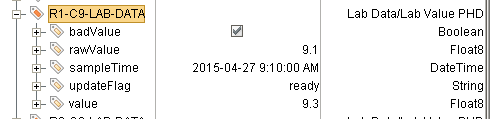 R1-C9-LAB-DATA Lab Data/Lab Value PHD
badValue Boolean
rawValue 9.1 Float8
sampleTime 2015-04-27 9:10:00 AM DateTime
updateFlag ready String
value 9.3 Float8